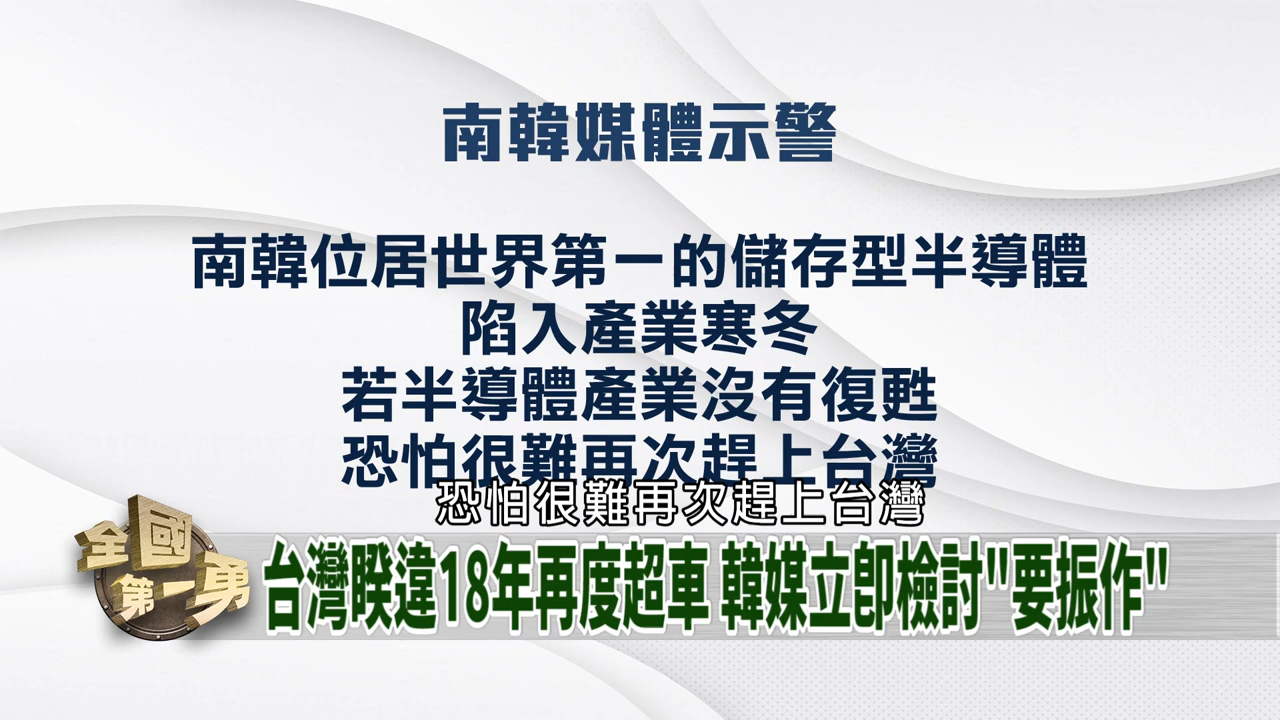 南韓媒體示警
南韓位居世界第一的儲存型半導體
陷入產業寒冬
若半導體產業沒有復甦
恐怕很難再次趕上台灣
恐怕很難再次趕上台灣
全國第一勇
台灣睽違18年再度超車 韓媒立即檢討"要振作"